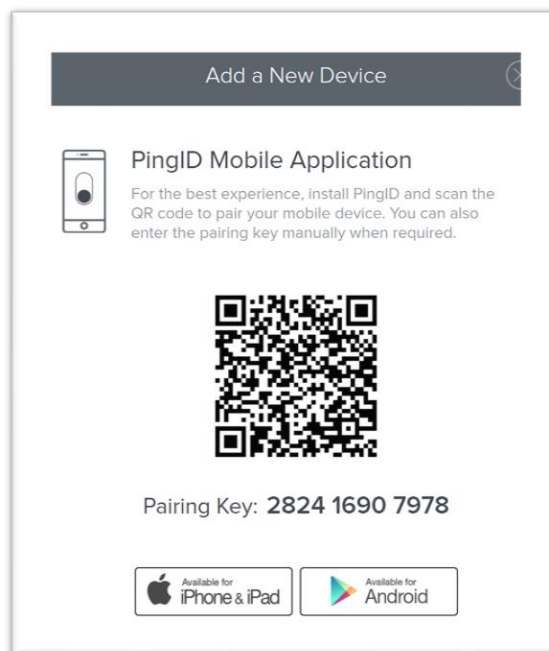 Add a New Device
PingID Mobile Application
For the best experience, install PingID and scan the
QR code to pair your mobile device. You can also
enter the pairing key manually when required.
Pairing Key: 2824 1690 7978
Available for
iPhone & iPad
Available for
Android